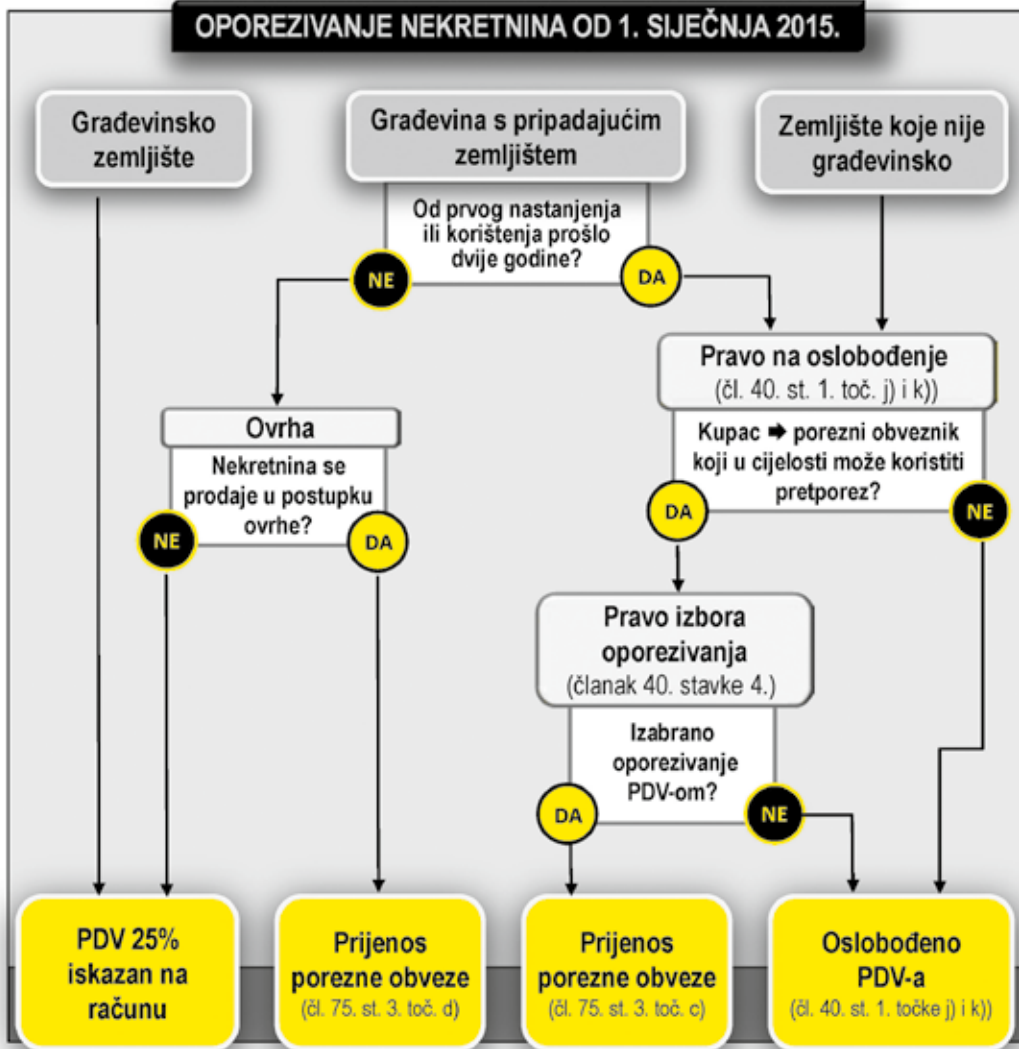 OPOREZIVANJE NEKRETNINA OD 1. SIJEČNJA 2015.
Građevinsko
zemljište
Građevina s pripadajućim
zemljištem
Zemljište koje nije
građevinsko
Od prvog nastanjenja
ili korištenja prošlo
dvije godine?
NE
DA
Pravo na oslobođenje
(čl. 40. st. 1. toč. j) i k))
Kupac ➡ porezni obveznik
koji u cijelosti može koristiti
pretporez?
DA
NE
Ovrha
Nekretnina se
prodaje u postupku
ovrhe?
NE
DA
Pravo izbora
oporezivanja
(članak 40. stavke 4.)
Izabrano
oporezivanje
PDV-om?
DA
NE
PDV 25%
iskazan na
računu
Prijenos
porezne obveze
(čl. 75. st. 3. toč. d)
Prijenos
porezne obveze
(čl. 75. st. 3. toč. c)
Oslobođeno
PDV-a
(čl. 40. st. 1. točke j) i k))